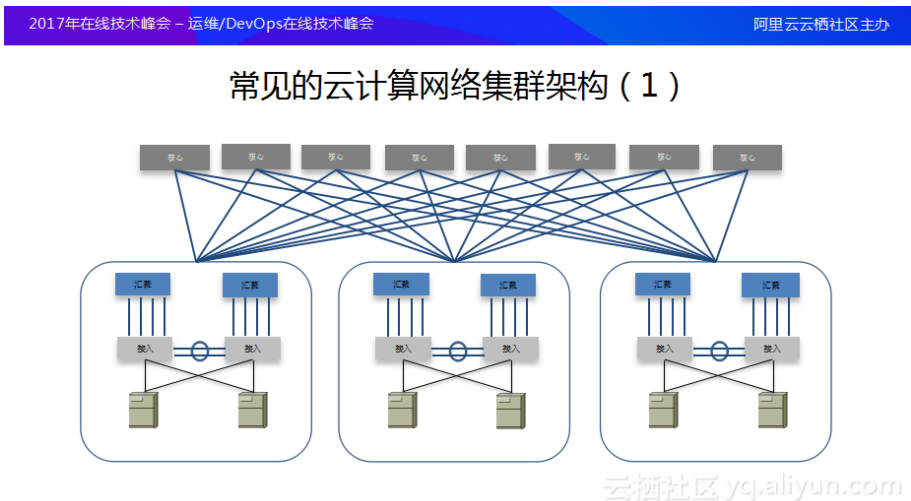 2017年在线技术峰会 – 运维/DevOps在线技术峰会
阿里云云栖社区主办
常见的云计算网络集群架构（1）
核心 核心 核心 核心 核心 核心 核心 核心
汇聚 汇聚 汇聚 汇聚 汇聚 汇聚
接入 接入 接入 接入 接入 接入
云栖社区 yq.aliyun.com